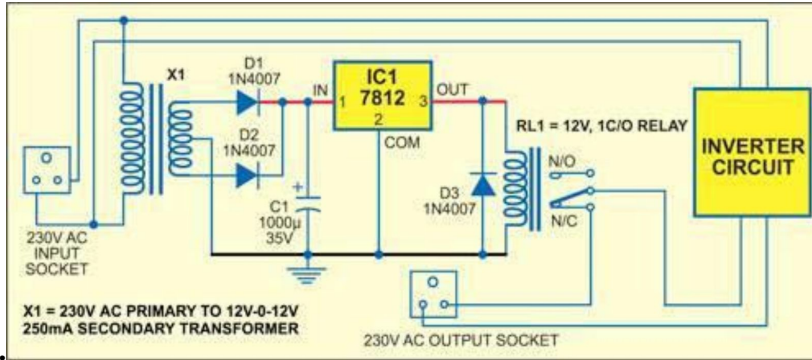 X1
D1
1N4007
D2
1N4007
IN
IC1
7812
1
2
3
OUT
COM
+
C1
1000µ
35V
D3
1N4007
RL1 = 12V, 1C/O RELAY
N/O
N/C
INVERTER
CIRCUIT
230V AC
INPUT
SOCKET
X1 = 230V AC PRIMARY TO 12V-0-12V
250mA SECONDARY TRANSFORMER
230V AC OUTPUT SOCKET